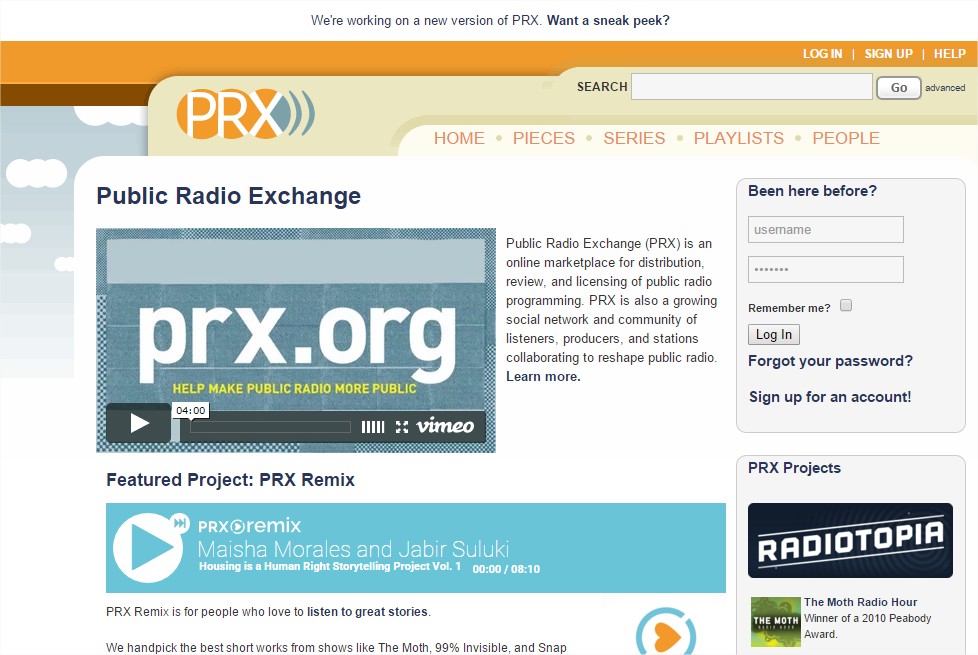 We're working on a new version of PRX. Want a sneak peek?
LOG IN | SIGN UP | HELP
PRX
SEARCH Go advanced
HOME • PIECES • SERIES • PLAYLISTS • PEOPLE
Public Radio Exchange
prx.org
HELP MAKE PUBLIC RADIO MORE PUBLIC
04:00
vimeo
Public Radio Exchange (PRX) is an
online marketplace for distribution,
review, and licensing of public radio
programming. PRX is also a growing
social network and community of
listeners, producers, and stations
collaborating to reshape public radio.
Learn more.
Featured Project: PRX Remix
PRX remix
Maisha Morales and Jabir Suluki
Housing is a Human Right Storytelling Project Vol. 1 00:00 / 08:10
PRX Remix is for people who love to listen to great stories.
We handpick the best short works from shows like The Moth, 99% Invisible, and Snap
Been here before?
username
•••••••
Remember me?
Log In
Forgot your password?
Sign up for an account!
PRX Projects
RADIOTOPIA
THE MOTH
RADIO HOUR
The Moth Radio Hour
Winner of a 2010 Peabody
Award.